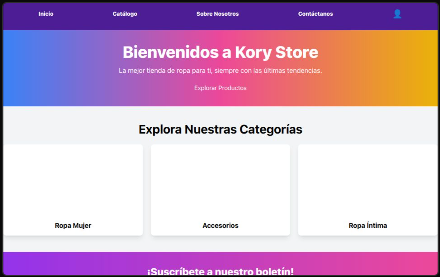 Inicio Catálogo Sobre Nosotros Contáctanos
Bienvenidos a Kory Store
La mejor tienda de ropa para ti, siempre con las últimas tendencias.
Explorar Productos
Explora Nuestras Categorías
Ropa Mujer Accesorios Ropa Íntima
¡Suscríbete a nuestro boletín!